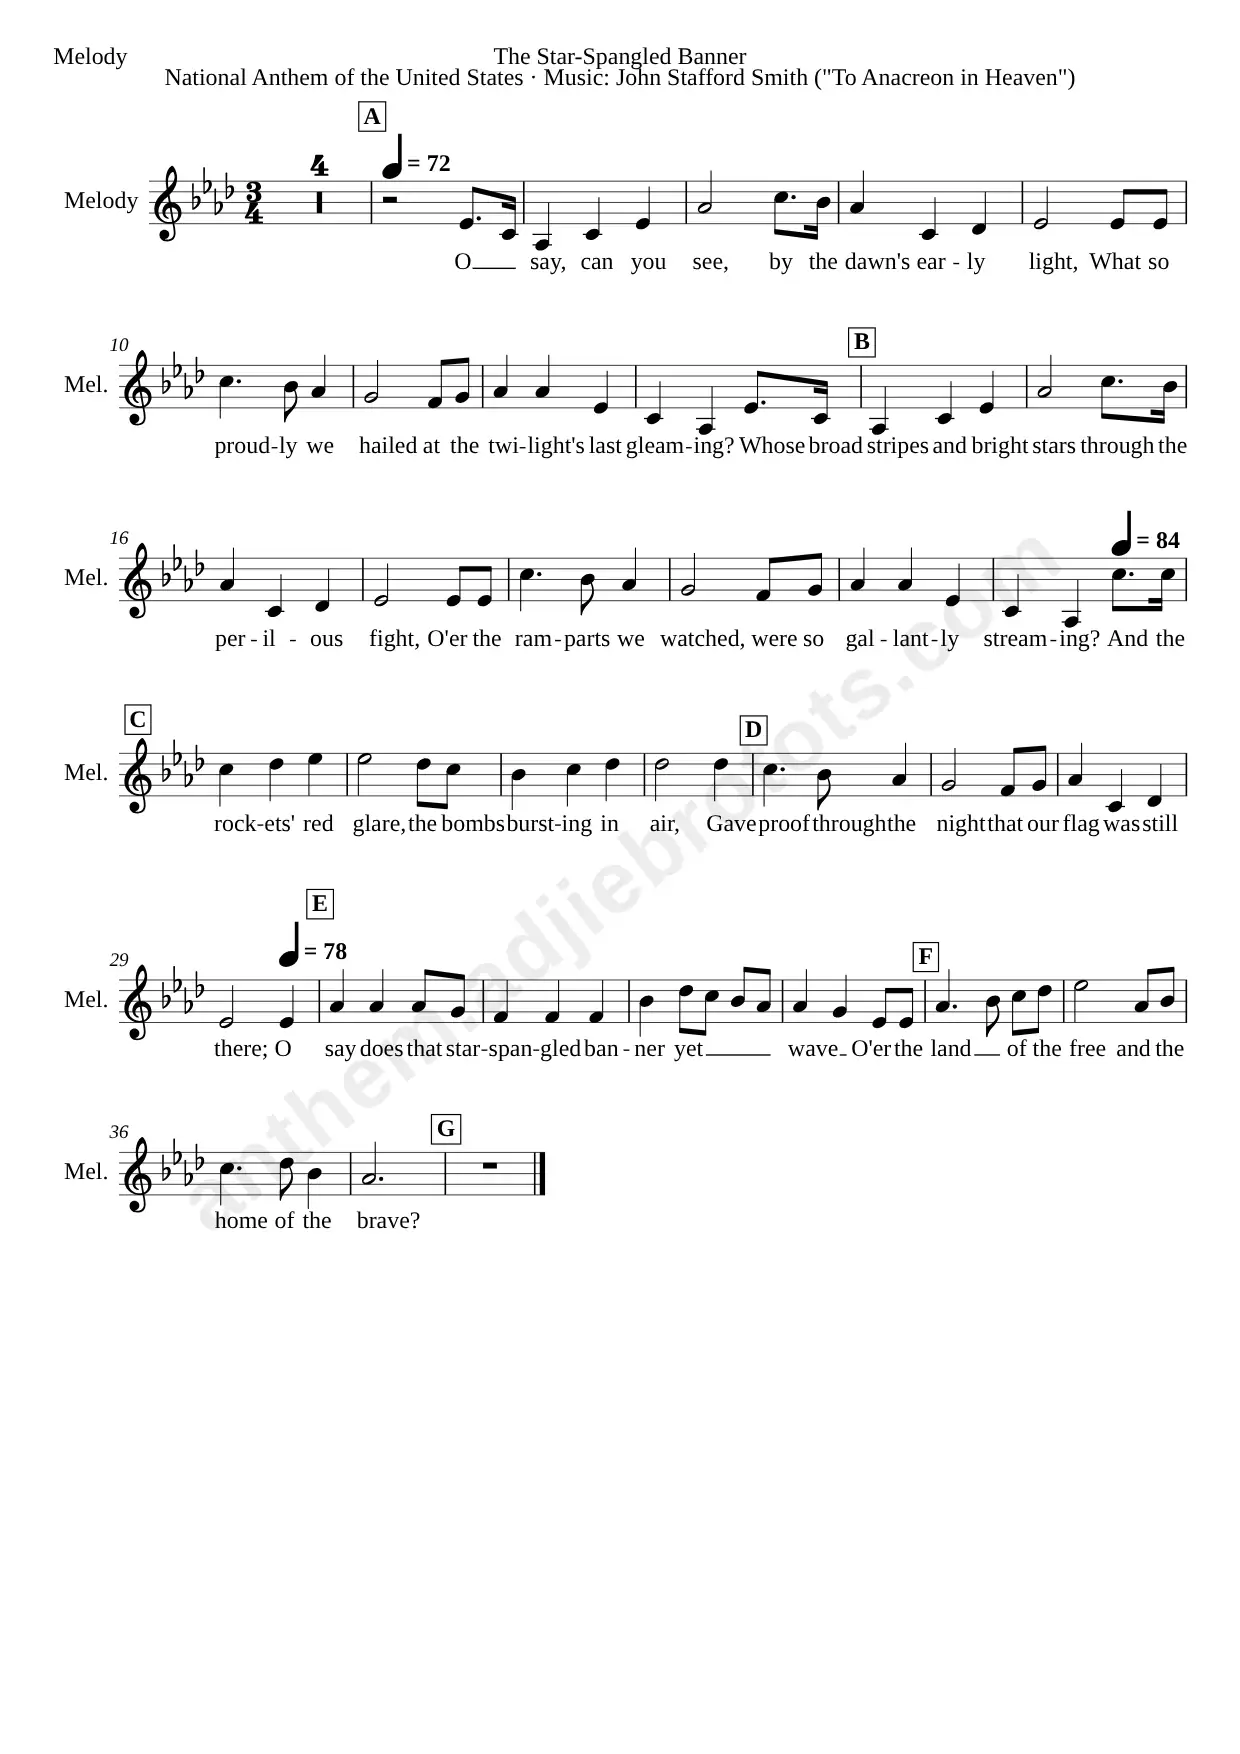 Melody
The Star-Spangled Banner
National Anthem of the United States · Music: John Stafford Smith ("To Anacreon in Heaven")
A
4
= 72
Melody
3
4
O say, can you see, by the dawn's ear - ly light, What so
10
B
Mel.
proud - ly we hailed at the twi - light's last gleam - ing? Whose broad stripes and bright stars through the
16
= 84
Mel.
per - il - ous fight, O'er the ram - parts we watched, were so gal - lant - ly stream - ing? And the
C
D
Mel.
rock - ets' red glare, the bombs burst - ing in air, Gave proof through the night that our flag was still
E
29
= 78
F
Mel.
there; O say does that star - span - gled ban - ner yet wave O'er the land of the free and the
36
G
Mel.
home of the brave?
anthem.adjiebrotots.com